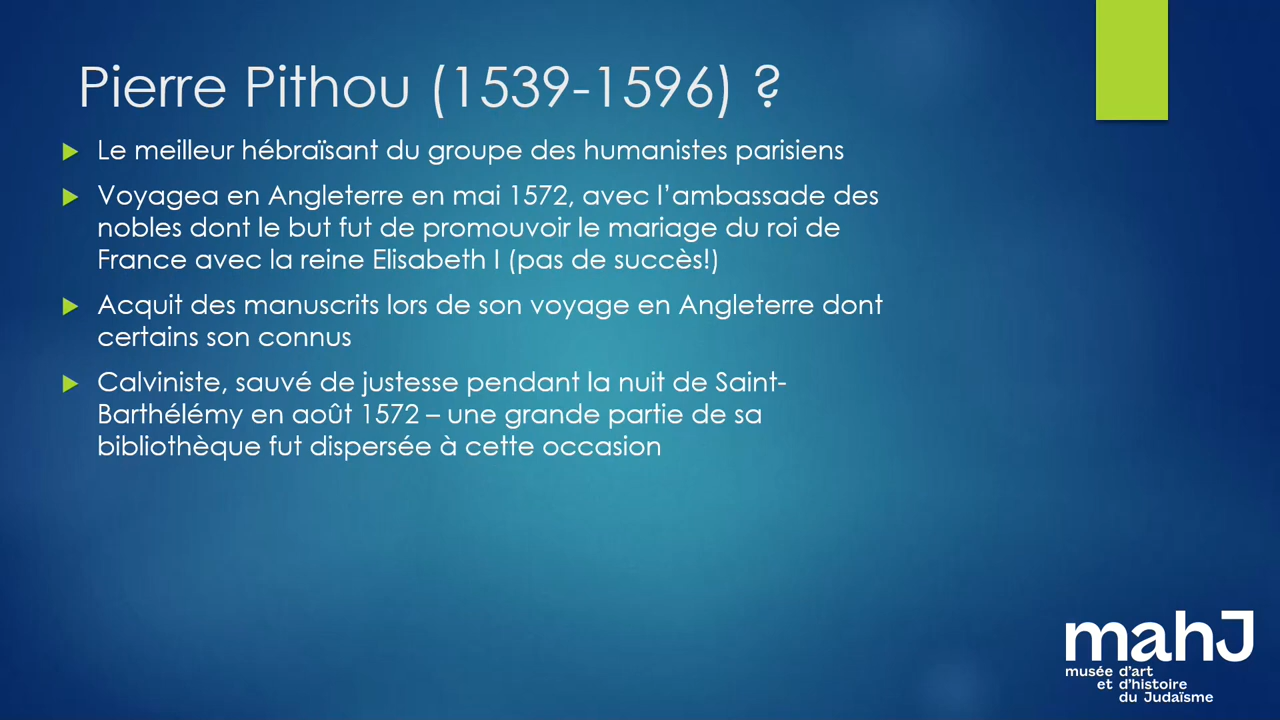 Pierre Pithou (1539-1596) ?
Le meilleur hébraïsant du groupe des humanistes parisiens
Voyagea en Angleterre en mai 1572, avec l’ambassade des
nobles dont le but fut de promouvoir le mariage du roi de
France avec la reine Elisabeth I (pas de succès!)
Acquit des manuscrits lors de son voyage en Angleterre dont
certains son connus
Calviniste, sauvé de justesse pendant la nuit de Saint-
Barthélémy en août 1572 – une grande partie de sa
bibliothèque fut dispersée à cette occasion
mahJ
musée d’art
et d’histoire
du Judaïsme